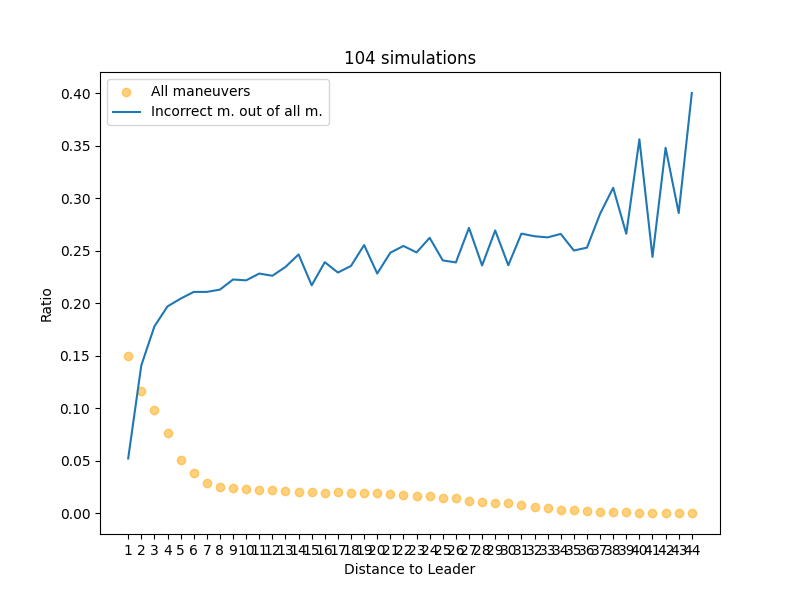 104 simulations
All maneuvers
Incorrect m. out of all m.
0.40
0.35
0.30
0.25
0.20
0.15
0.10
0.05
0.00
Ratio
1 2 3 4 5 6 7 8 9 10 11 12 13 14 15 16 17 18 19 20 21 22 23 24 25 26 27 28 29 30 31 32 33 34 35 36 37 38 39 40 41 42 43 44
Distance to Leader